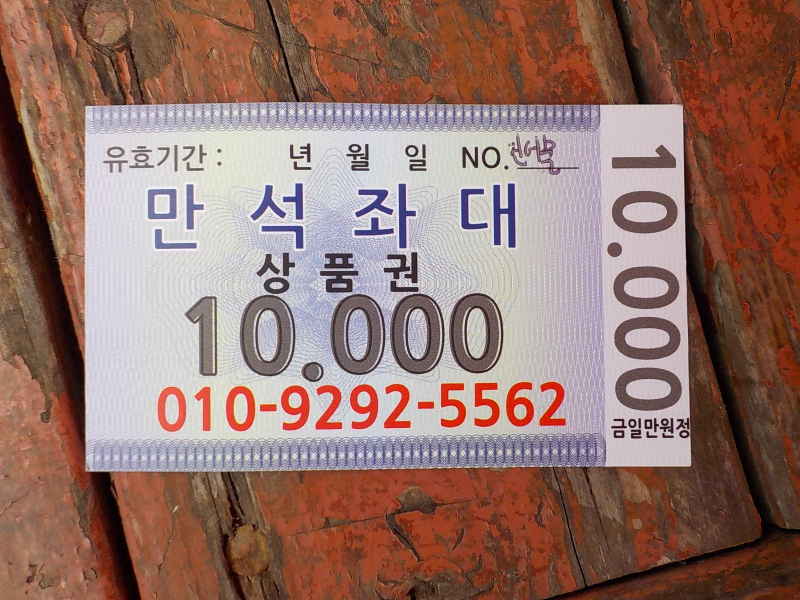 유효기간 : 년 월 일 NO.
만석좌대
상품권
10.000
010-9292-5562
10.000
금일만원정